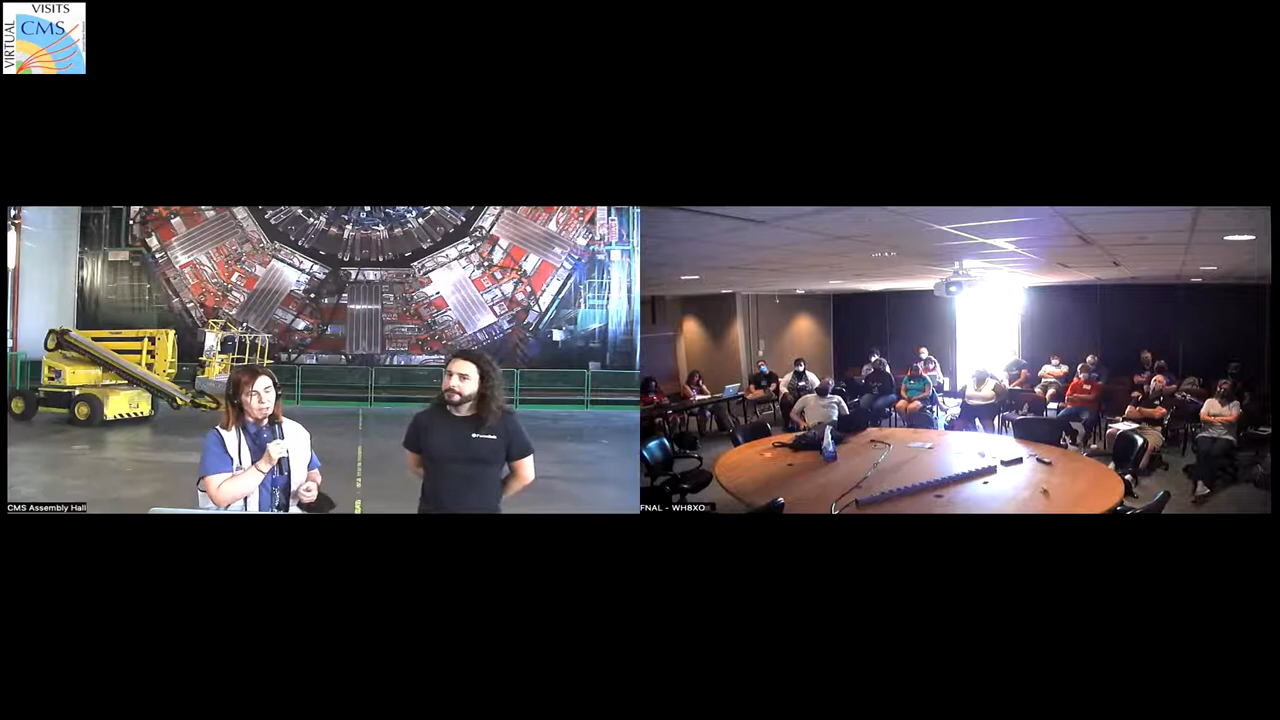 VISITS
CMS
VIRTUAL
CMS Assembly Hall
FNAL - WH8XO